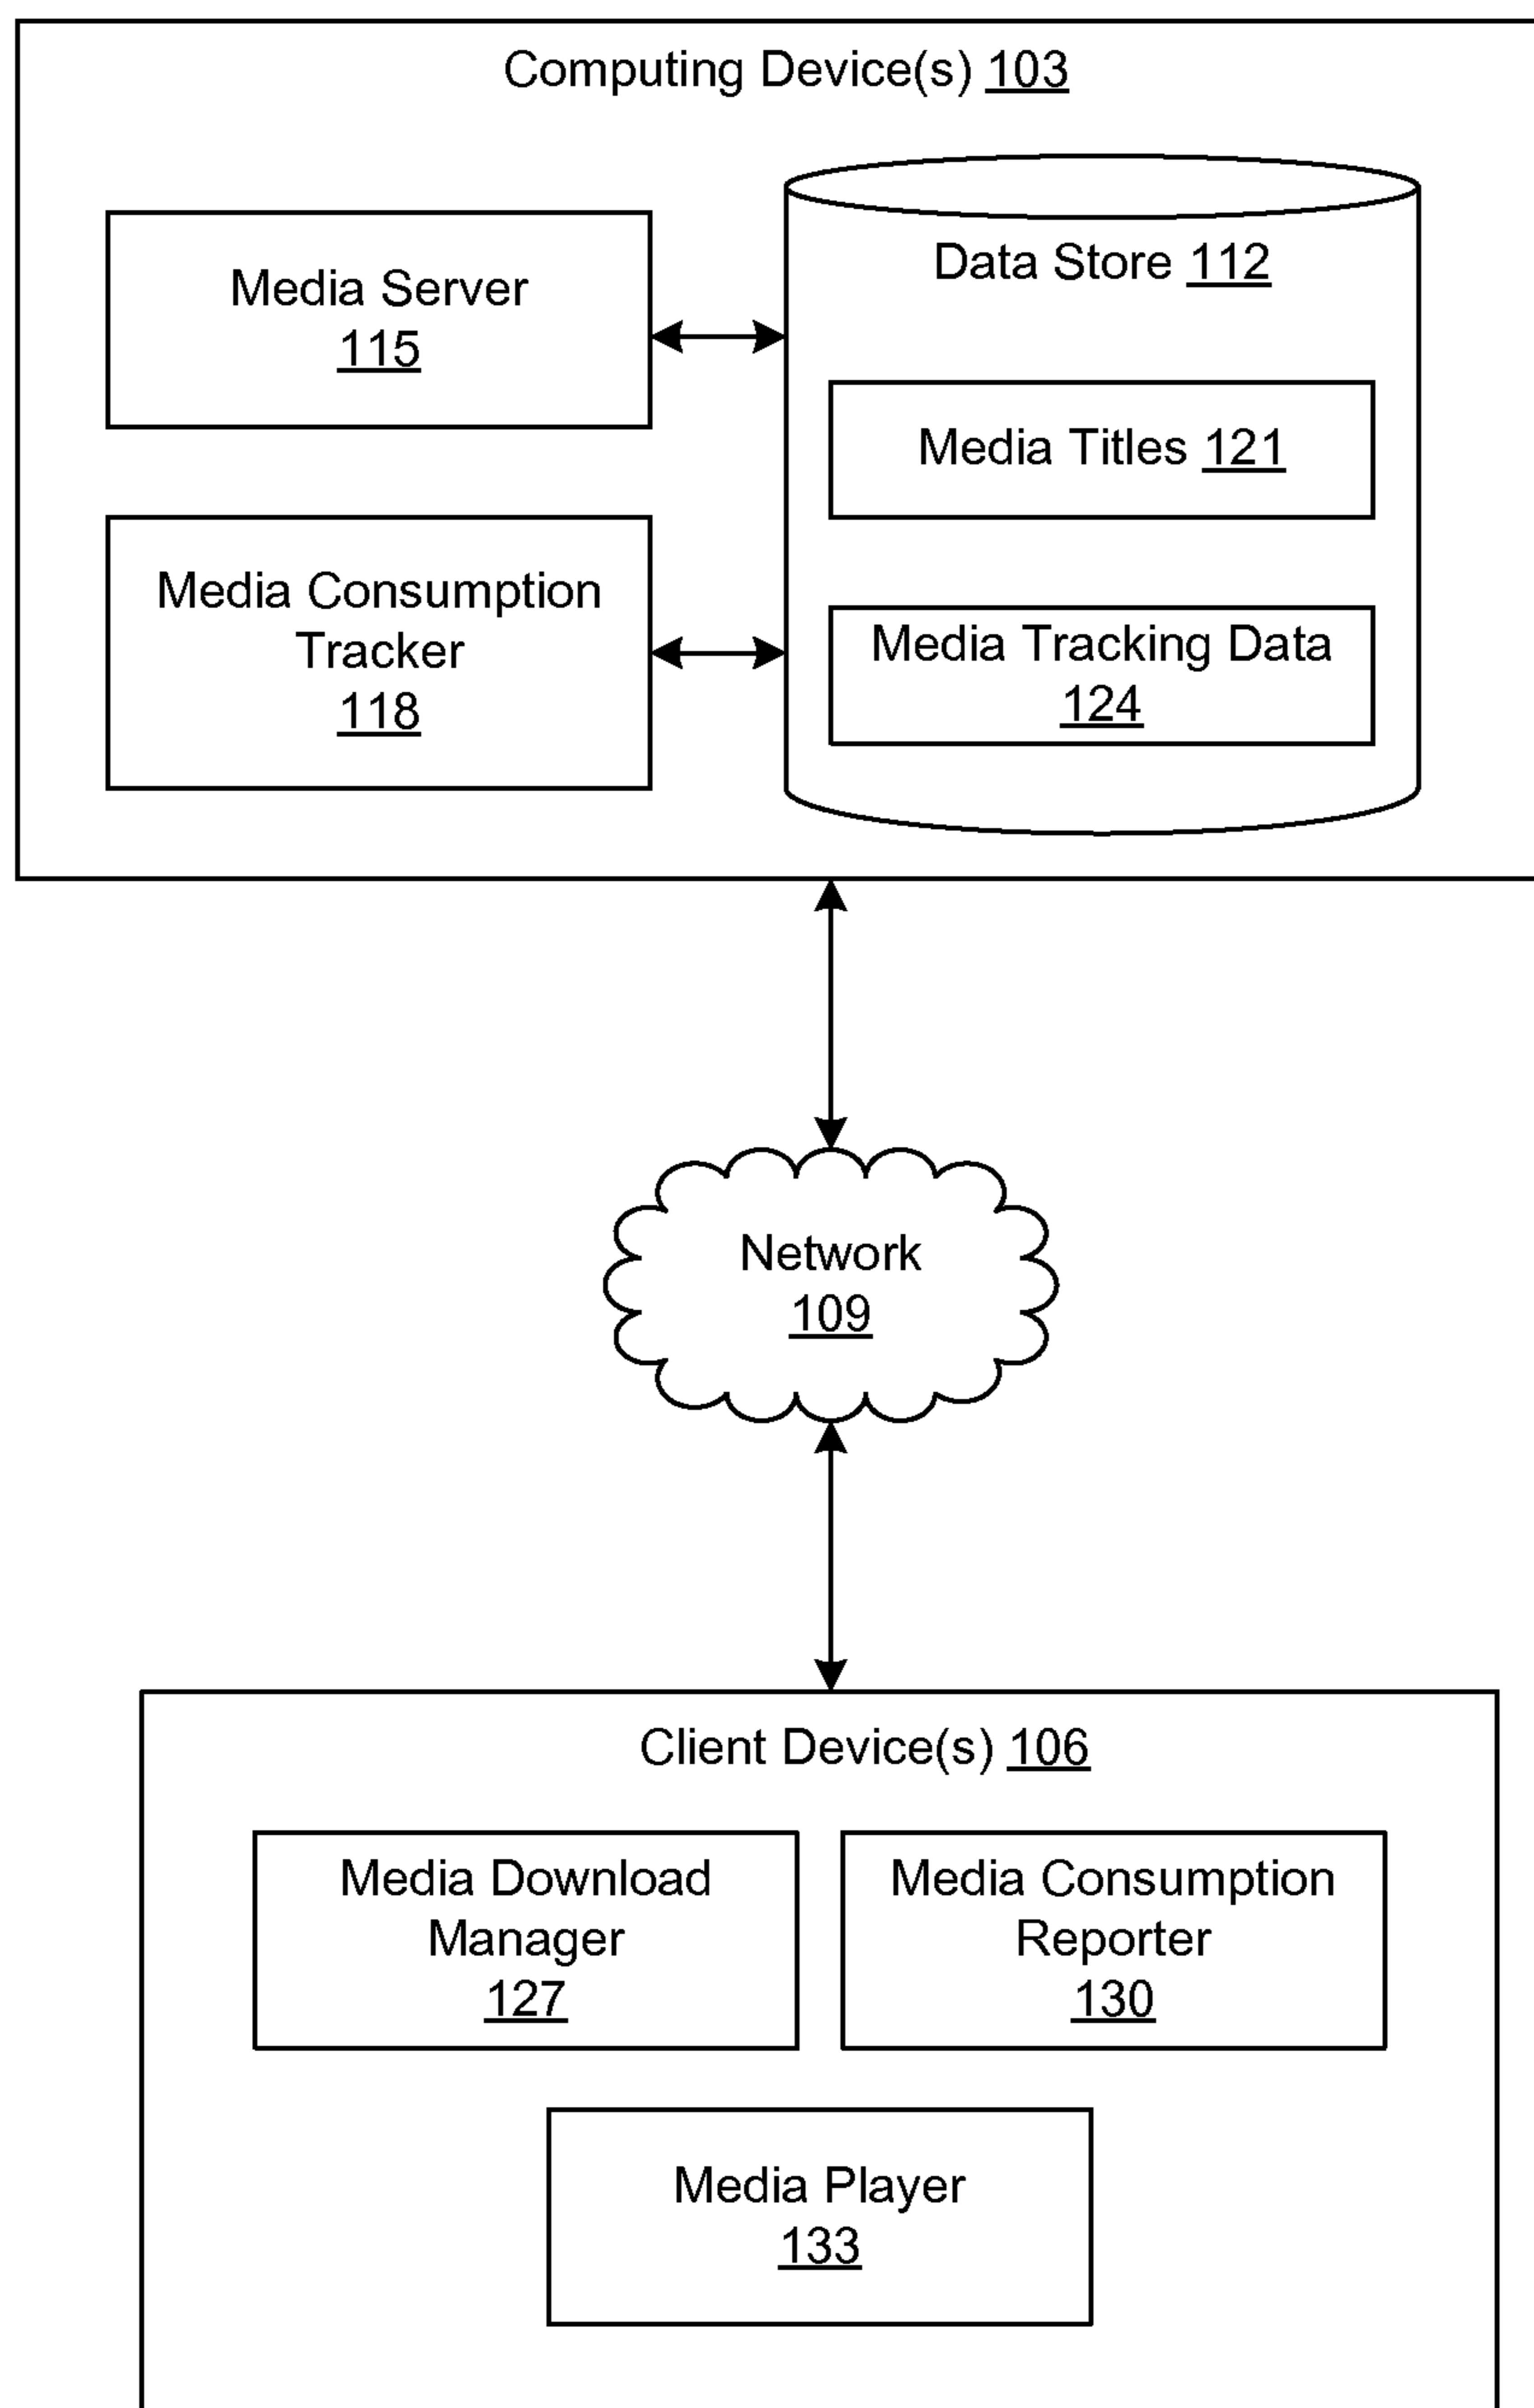 Computing Device(s) 103
Media Server
115
Data Store 112
Media Titles 121
Media Consumption
Tracker
118
Media Tracking Data
124
Network
109
Client Device(s) 106
Media Download
Manager
127
Media Consumption
Reporter
130
Media Player
133